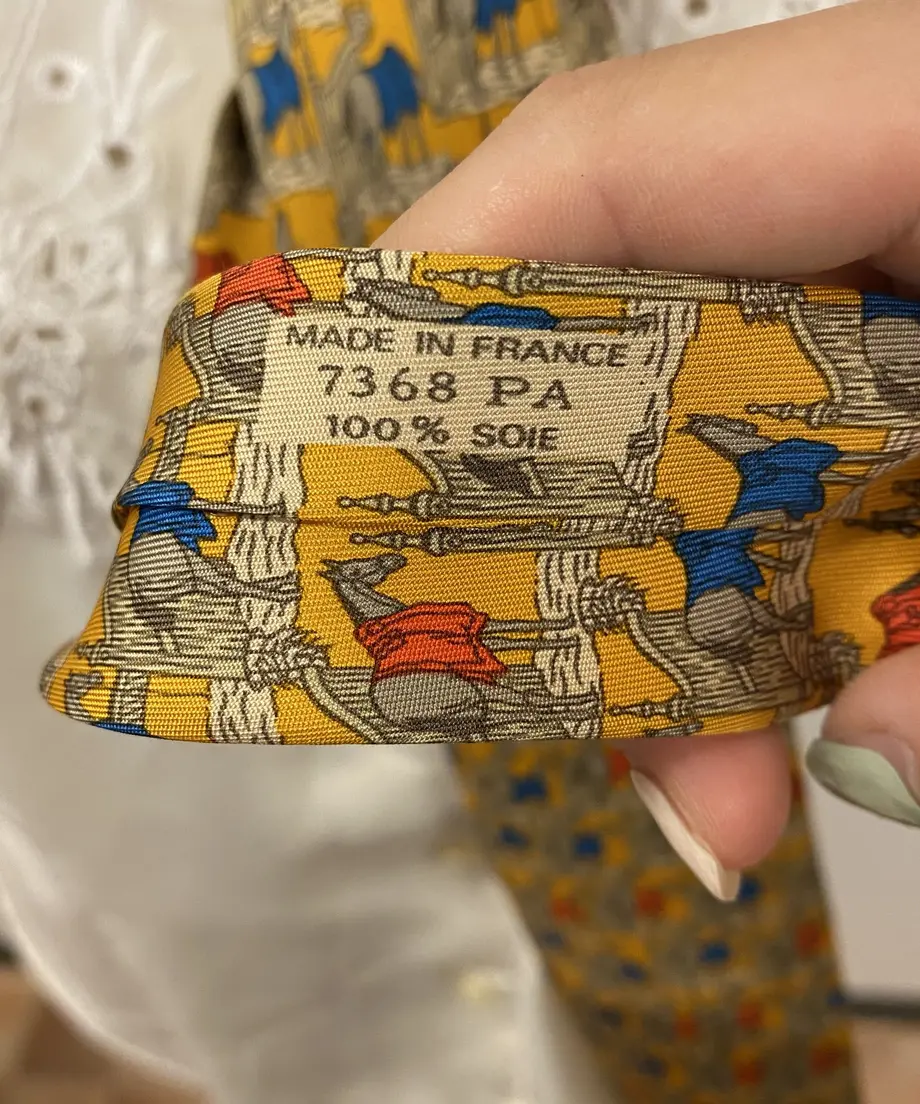 MADE IN FRANCE
7368 PA
100% SOIE